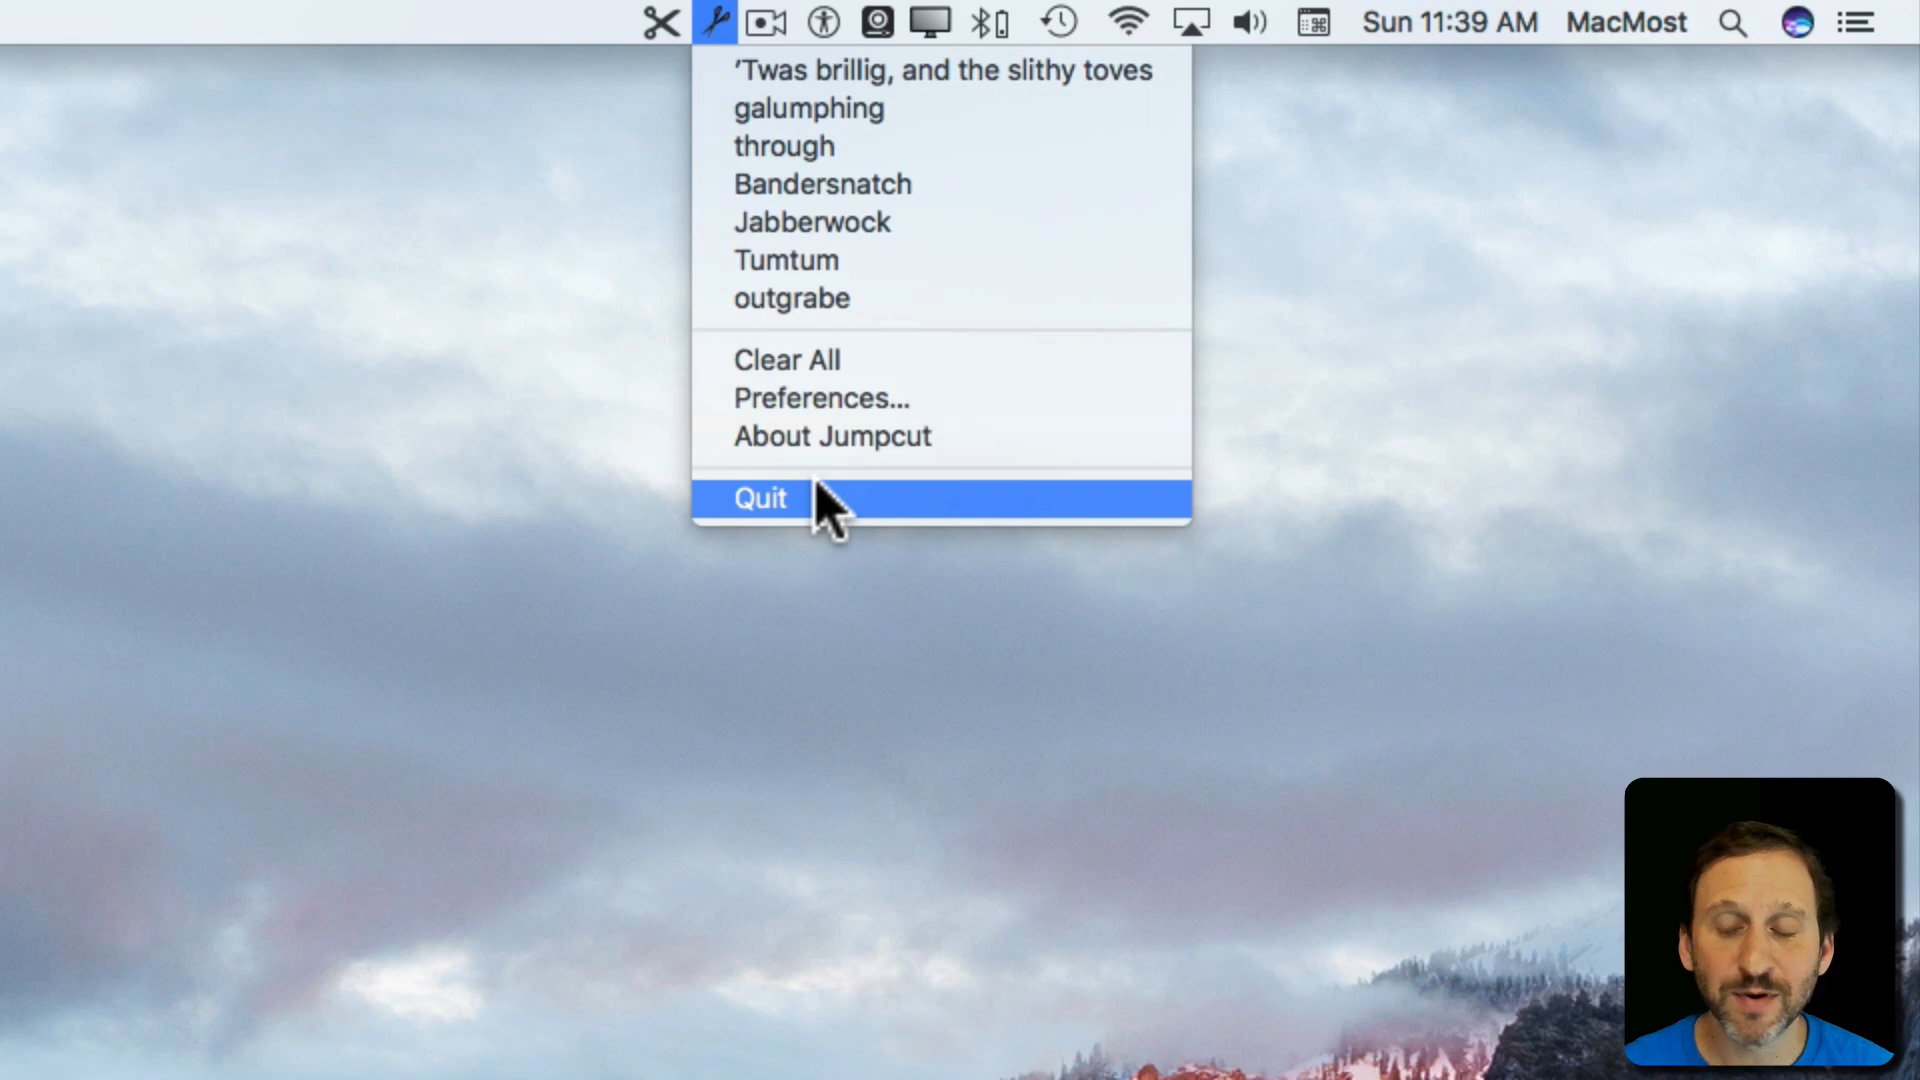 Sun 11:39 AM MacMost
'Twas brillig, and the slithy toves
galumphing
through
Bandersnatch
Jabberwock
Tumtum
outgrabe
Clear All
Preferences...
About Jumpcut
Quit